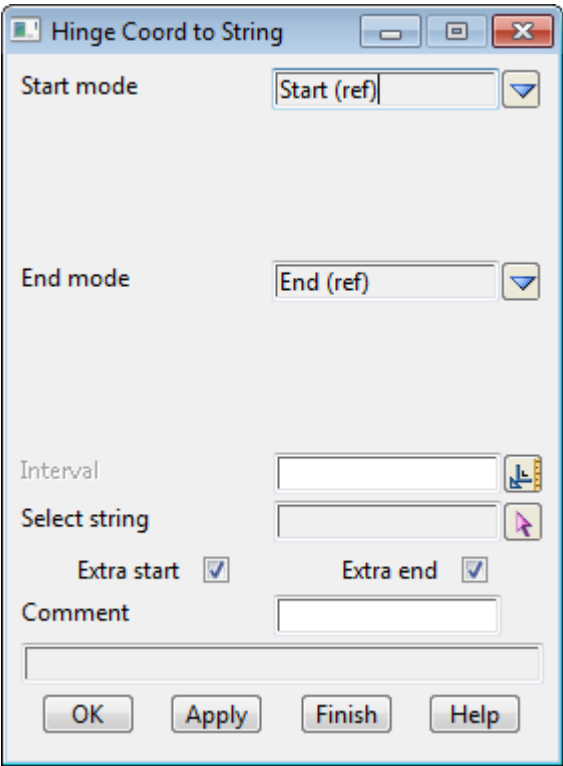 Hinge Coord to String
Start mode Start (ref)
End mode End (ref)
Interval
Select string
Extra start Extra end
Comment
OK Apply Finish Help